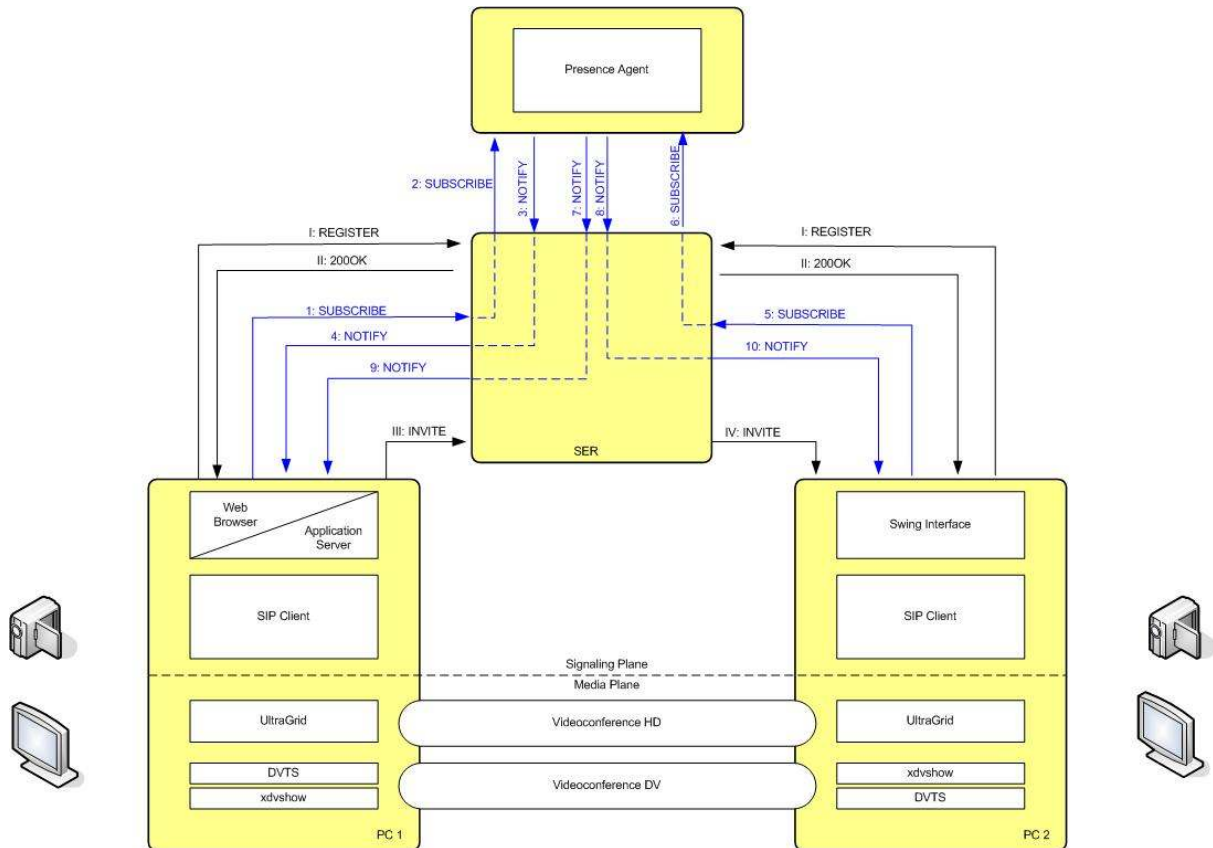 Presence Agent
2: SUBSCRIBE
3: NOTIFY
7: NOTIFY
8: NOTIFY
6: SUBSCRIBE
I: REGISTER
I: REGISTER
II: 200OK
II: 200OK
1: SUBSCRIBE
5: SUBSCRIBE
4: NOTIFY
10: NOTIFY
9: NOTIFY
III: INVITE
IV: INVITE
SER
Web
Browser
Application
Server
Swing Interface
SIP Client
SIP Client
Signaling Plane
Media Plane
UltraGrid
Videoconference HD
UltraGrid
DVTS
xdvshow
Videoconference DV
xdvshow
DVTS
PC 1
PC 2